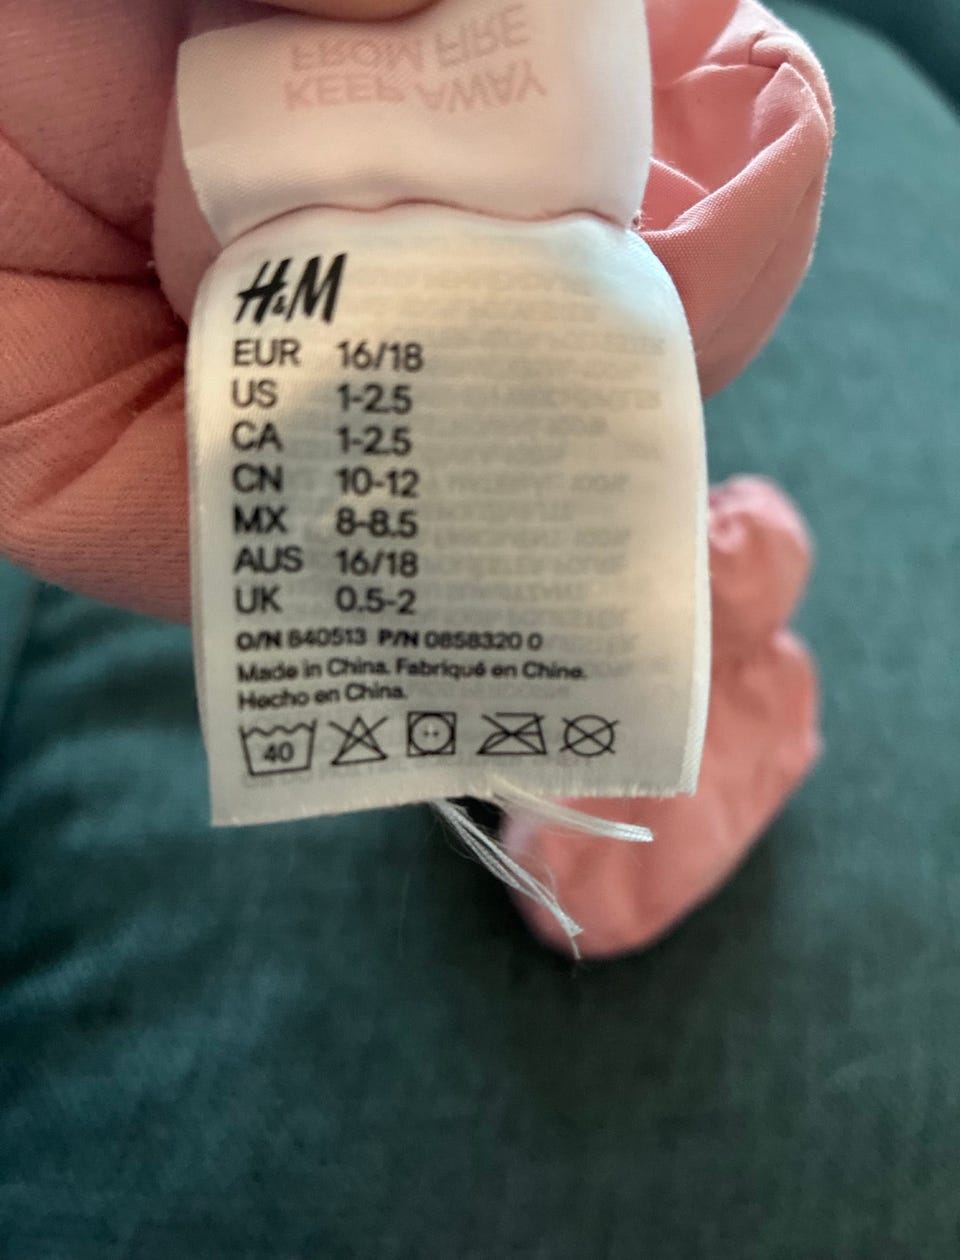 KEEP AWAY
FROM FIRE
H&M
EUR 16/18
US 1-2.5
CA 1-2.5
CN 10-12
MX 8-8.5
AUS 16/18
UK 0.5-2
O/N 840513 P/N 0858320 0
Made in China. Fabriqué en Chine.
Hecho en China.
40